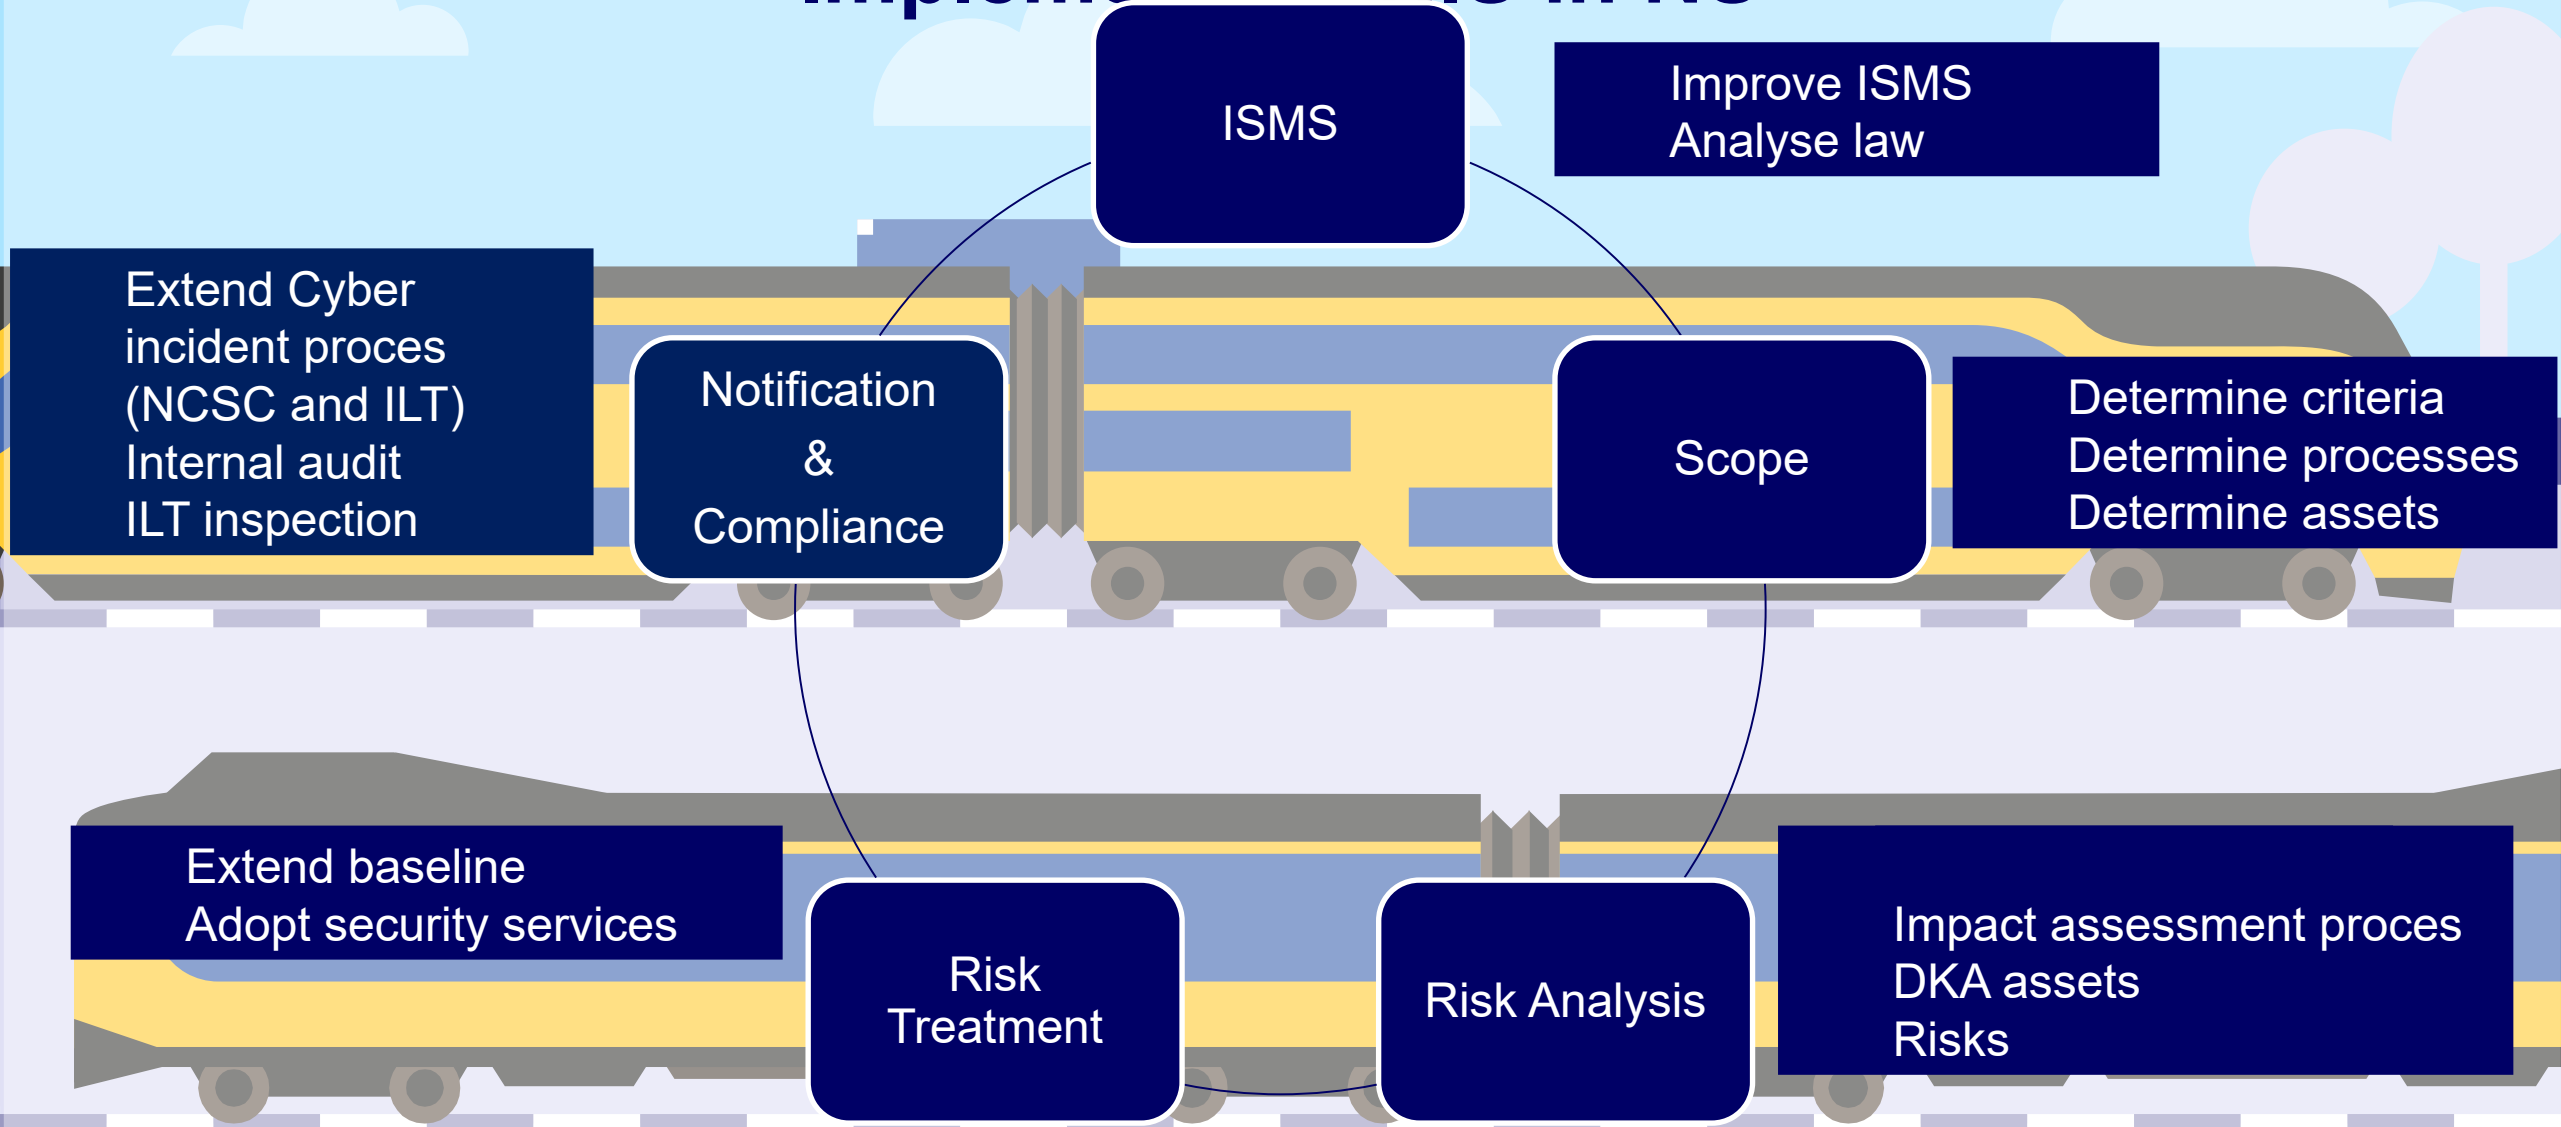 ISMS
Improve ISMS
Analyse law
Extend Cyber
incident proces
(NCSC and ILT)
Internal audit
ILT inspection
Notification
&
Compliance
Scope
Determine criteria
Determine processes
Determine assets
Extend baseline
Adopt security services
Risk
Treatment
Risk Analysis
Impact assessment proces
DKA assets
Risks